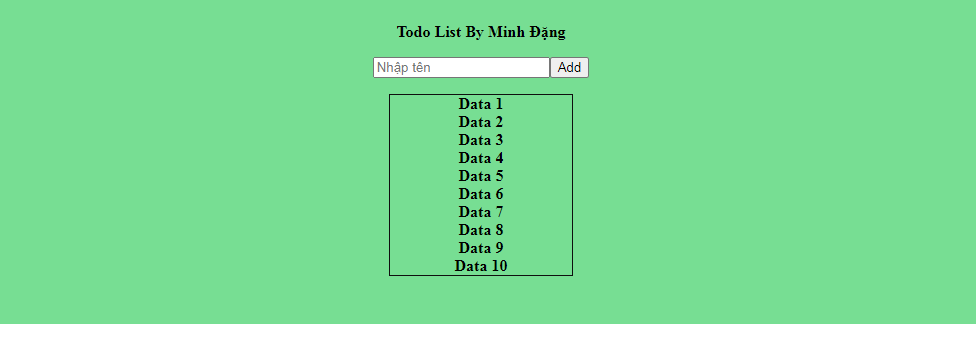 Todo List By Minh Đặng
Nhập tên Add
Data 1
Data 2
Data 3
Data 4
Data 5
Data 6
Data 7
Data 8
Data 9
Data 10